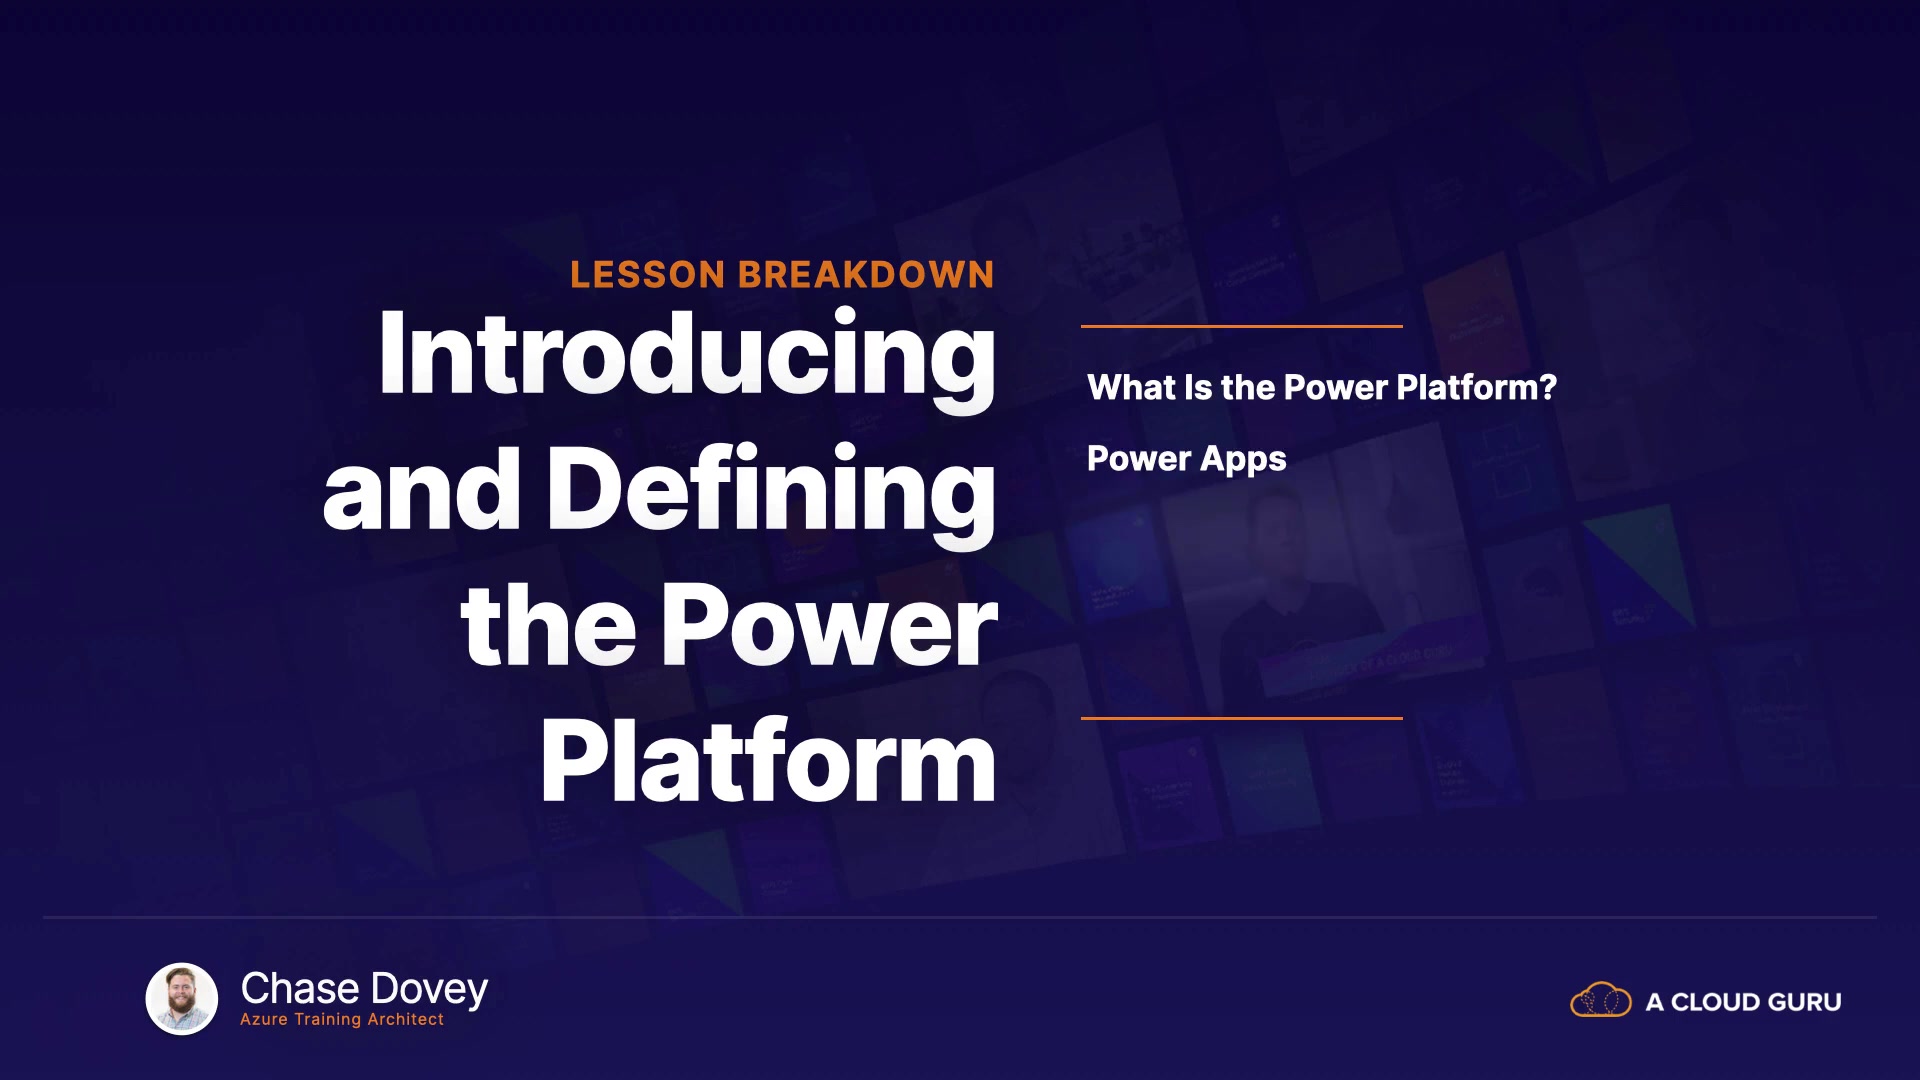 LESSON BREAKDOWN
Introducing
and Defining
the Power
Platform
What Is the Power Platform?
Power Apps
Chase Dovey
Azure Training Architect
A CLOUD GURU